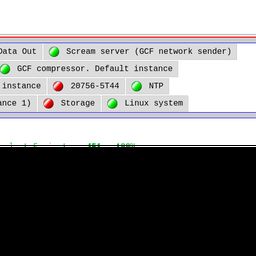 Data Out Scream server (GCF network sender)
GCF compressor. Default instance
instance 20756-5T44 NTP
ance 1) Storage Linux system